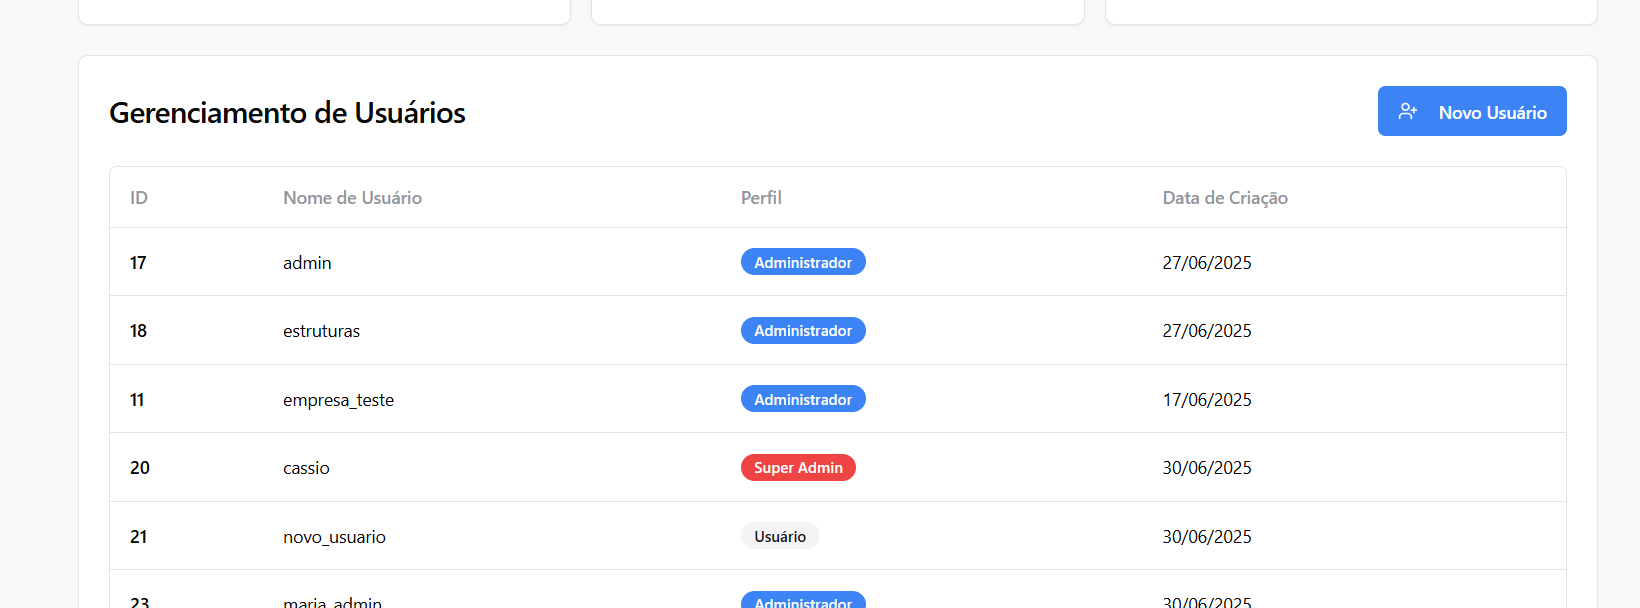 Gerenciamento de Usuários
Novo Usuário
ID Nome de Usuário Perfil Data de Criação
17 admin Administrador 27/06/2025
18 estruturas Administrador 27/06/2025
11 empresa_teste Administrador 17/06/2025
20 cassio Super Admin 30/06/2025
21 novo_usuario Usuário 30/06/2025
23 maria_admin Administrador 30/06/2025